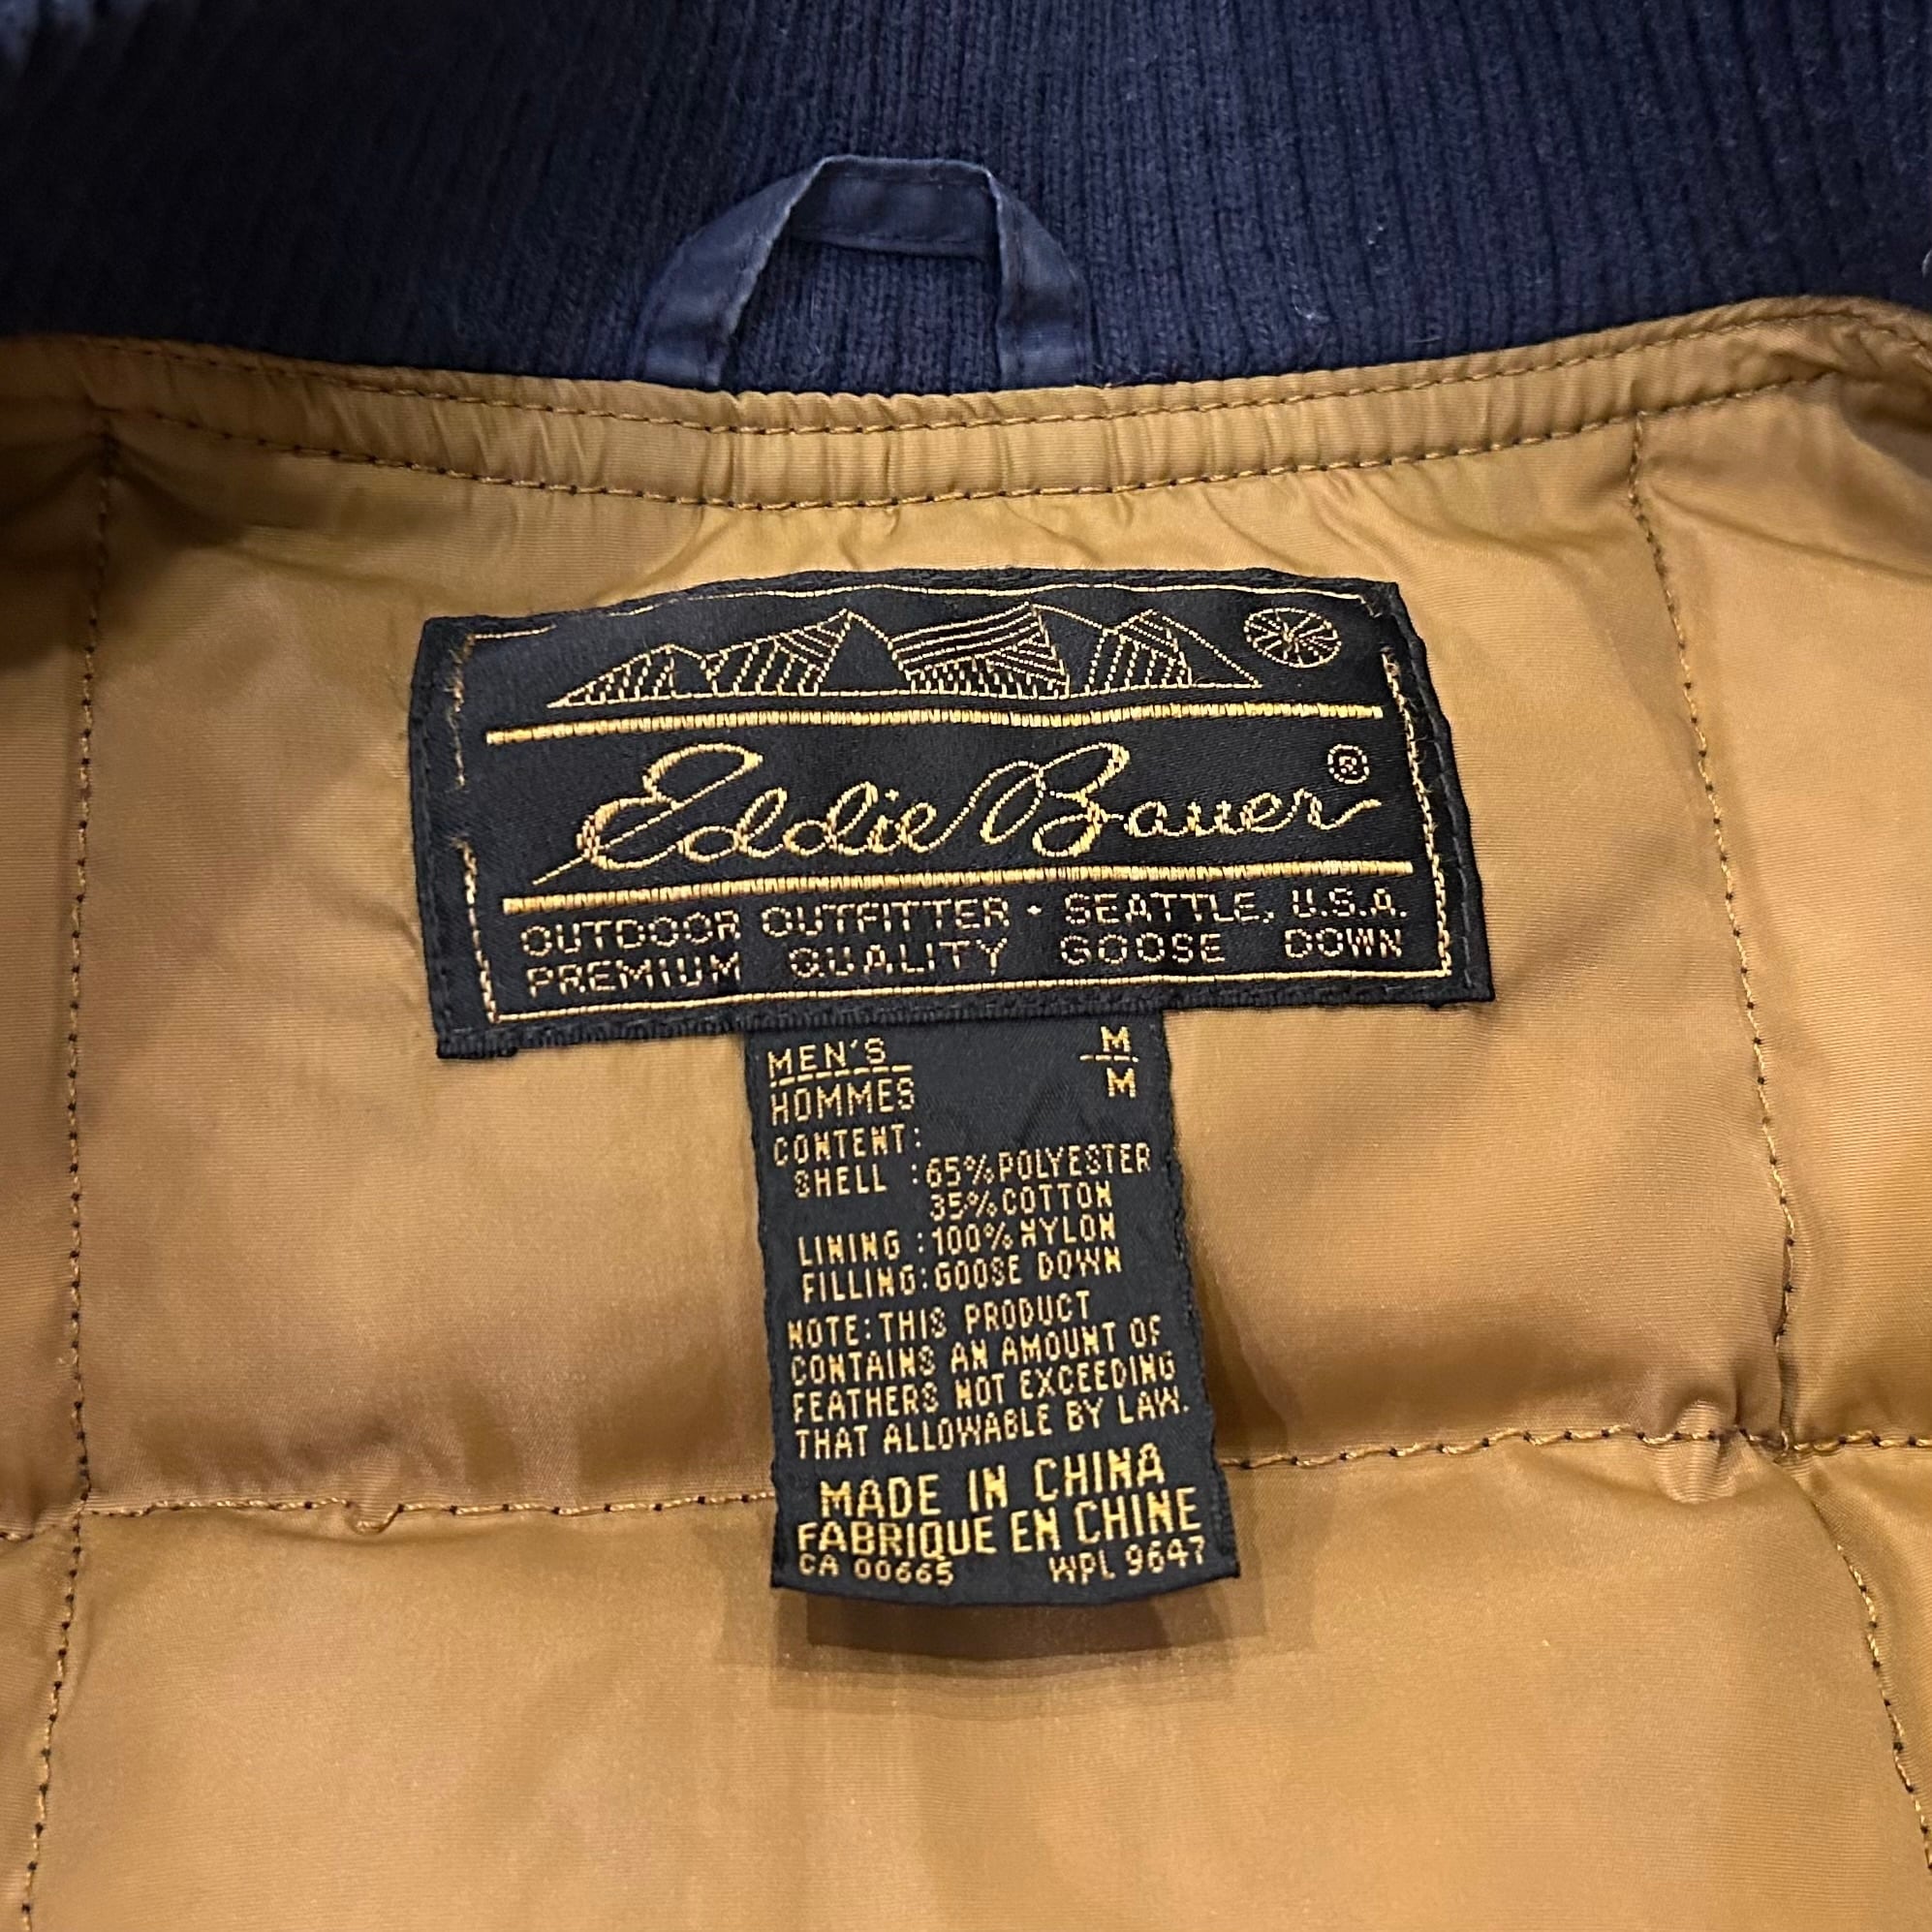 Eddie Bauer ®
OUTDOOR OUTFITTER · SEATTLE, U.S.A.
PREMIUM QUALITY GOOSE DOWN
MEN'S M
HOMMES M
CONTENT:
SHELL :65%POLYESTER
35%COTTON
LINING :100%NYLON
FILLING:GOOSE DOWN
NOTE:THIS PRODUCT
CONTAINS AN AMOUNT OF
FEATHERS NOT EXCEEDING
THAT ALLOWABLE BY LAW.
MADE IN CHINA
FABRIQUE EN CHINE
CA 00665 WPL 9647